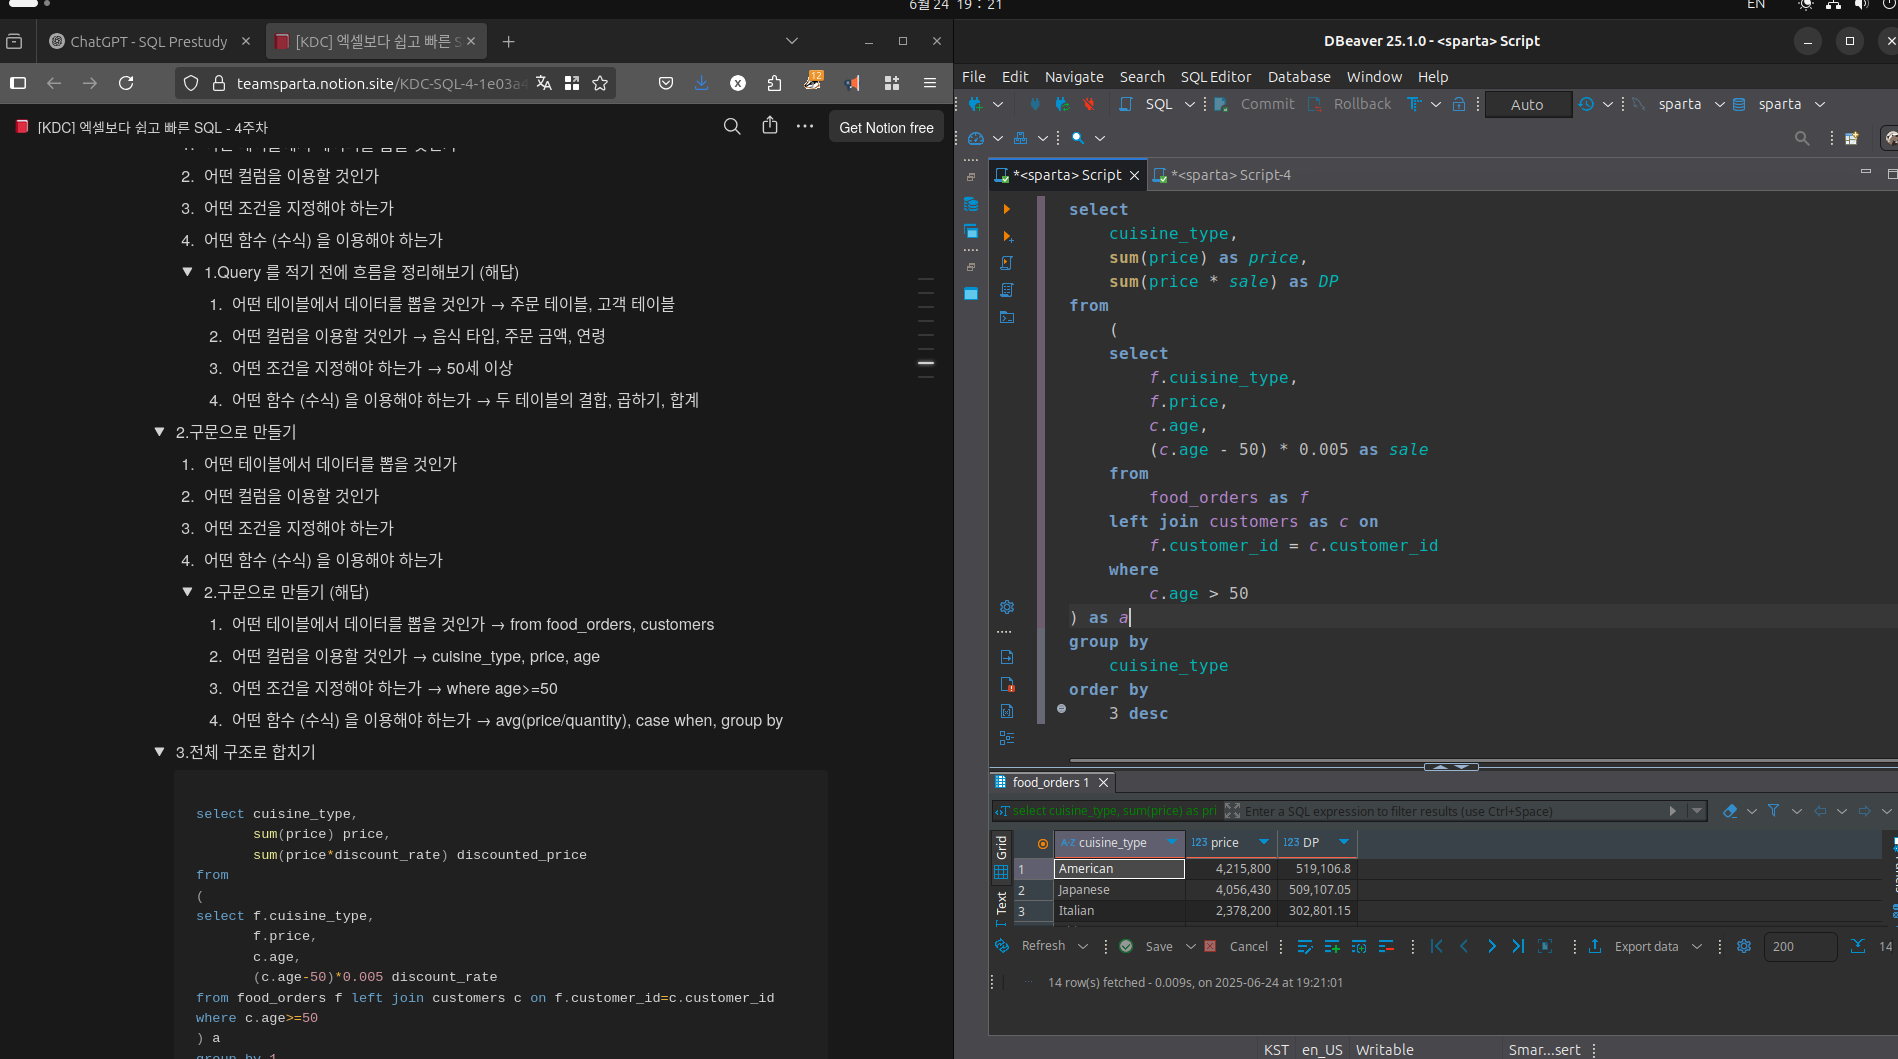 6월 24 19 : 21
EN
ChatGPT - SQL Prestudy
[KDC] 엑셀보다 쉽고 빠른 S
teamsparta.notion.site/KDC-SQL-4-1e03a4
12
[KDC] 엑셀보다 쉽고 빠른 SQL - 4주차
Get Notion free
2. 어떤 컬럼을 이용할 것인가
3. 어떤 조건을 지정해야 하는가
4. 어떤 함수 (수식) 을 이용해야 하는가
1.Query 를 적기 전에 흐름을 정리해보기 (해답)
1. 어떤 테이블에서 데이터를 뽑을 것인가 → 주문 테이블, 고객 테이블
2. 어떤 컬럼을 이용할 것인가 → 음식 타입, 주문 금액, 연령
3. 어떤 조건을 지정해야 하는가 → 50세 이상
4. 어떤 함수 (수식) 을 이용해야 하는가 → 두 테이블의 결합, 곱하기, 합계
2.구문으로 만들기
1. 어떤 테이블에서 데이터를 뽑을 것인가
2. 어떤 컬럼을 이용할 것인가
3. 어떤 조건을 지정해야 하는가
4. 어떤 함수 (수식) 을 이용해야 하는가
2.구문으로 만들기 (해답)
1. 어떤 테이블에서 데이터를 뽑을 것인가 → from food_orders, customers
2. 어떤 컬럼을 이용할 것인가 → cuisine_type, price, age
3. 어떤 조건을 지정해야 하는가 → where age>=50
4. 어떤 함수 (수식) 을 이용해야 하는가 → avg(price/quantity), case when, group by
3.전체 구조로 합치기
select cuisine_type,
sum(price) price,
sum(price*discount_rate) discounted_price
from
(
select f.cuisine_type,
f.price,
c.age,
(c.age-50)*0.005 discount_rate
from food_orders f left join customers c on f.customer_id=c.customer_id
where c.age>=50
) a
group by 1
DBeaver 25.1.0 - <sparta> Script
File Edit Navigate Search SQL Editor Database Window Help
SQL Commit Rollback Auto sparta sparta
*<sparta> Script
*<sparta> Script-4
select
cuisine_type,
sum(price) as price,
sum(price * sale) as DP
from
(
select
f.cuisine_type,
f.price,
c.age,
(c.age - 50) * 0.005 as sale
from
food_orders as f
left join customers as c on
f.customer_id = c.customer_id
where
c.age > 50
) as a
group by
cuisine_type
order by
3 desc
food_orders 1
select cuisine_type, sum(price) as pri
Enter a SQL expression to filter results (use Ctrl+Space)
Grid
Text
A-Z cuisine_type 123 price 123 DP
1 American 4,215,800 519,106.8
2 Japanese 4,056,430 509,107.05
3 Italian 2,378,200 302,801.15
Refresh Save Cancel Export data 200 14
14 row(s) fetched - 0.009s, on 2025-06-24 at 19:21:01
KST en_US Writable Smar...sert